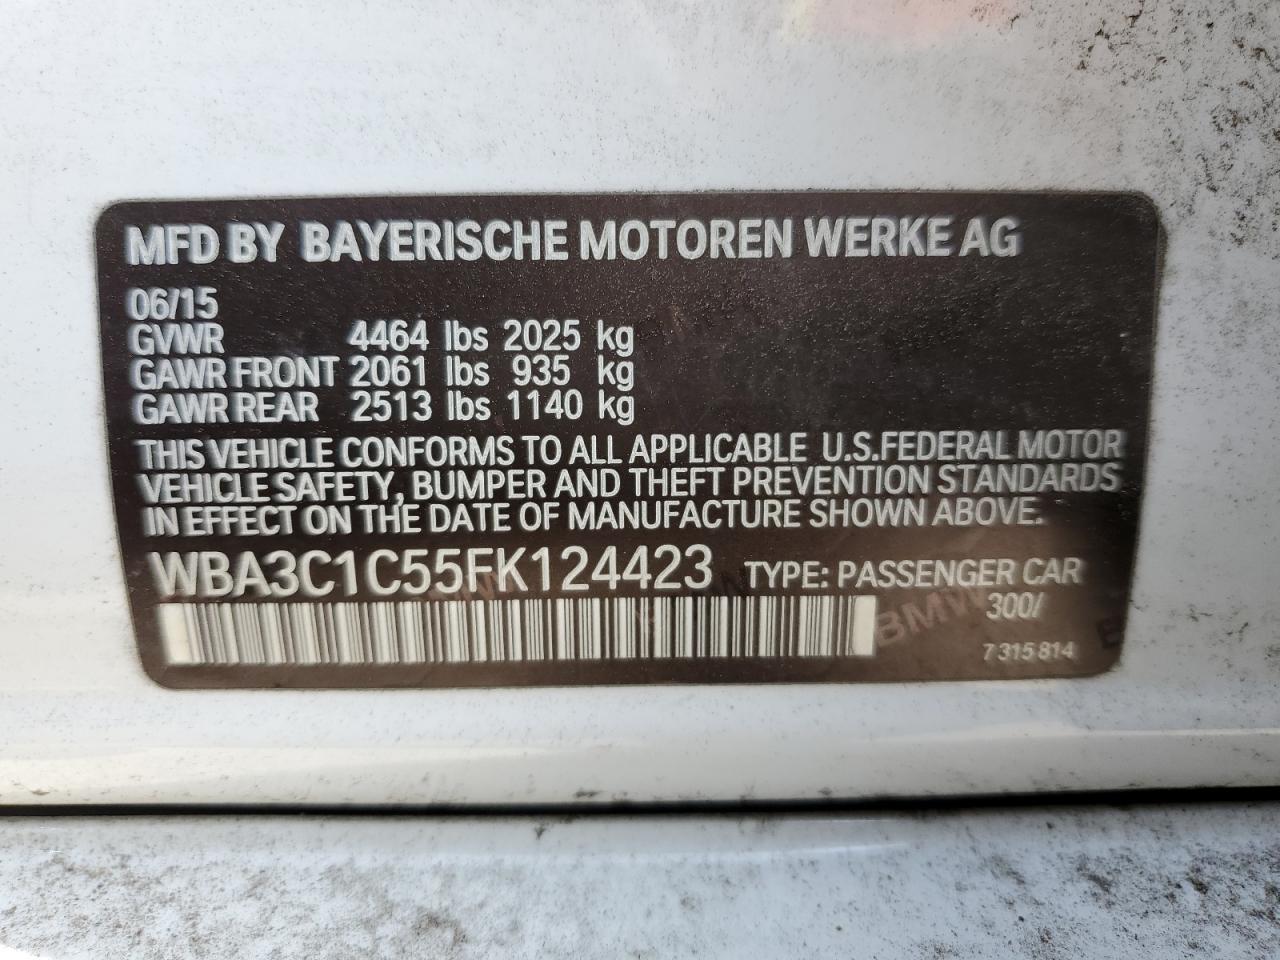 MFD BY BAYERISCHE MOTOREN WERKE AG
06/15
GVWR 4464 lbs 2025 kg
GAWR FRONT 2061 lbs 935 kg
GAWR REAR 2513 lbs 1140 kg
THIS VEHICLE CONFORMS TO ALL APPLICABLE U.S.FEDERAL MOTOR
VEHICLE SAFETY, BUMPER AND THEFT PREVENTION STANDARDS
IN EFFECT ON THE DATE OF MANUFACTURE SHOWN ABOVE.
WBA3C1C55FK124423 TYPE: PASSENGER CAR
300/
BMW
7 315 814